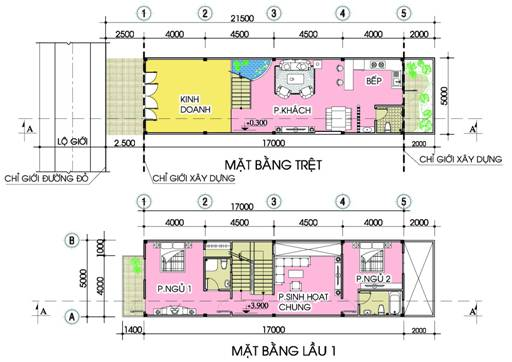 1 2 3 4 5
21500
2500 4000 4500 4500 4000 2000
KINH DOANH
P.KHÁCH
BẾP
+0.300
5000
A A
LỘ GIỚI
2.500 17000 2000
CHỈ GIỚI XÂY DỰNG
MẶT BẰNG TRỆT
CHỈ GIỚI ĐƯỜNG ĐỎ
CHỈ GIỚI XÂY DỰNG
1 2 3 4 5
17000
4000 4500 4500 4000 2000
B
1000
5000
4000
P.NGỦ 1
P.SINH HOẠT CHUNG
P.NGỦ 2
+3.900
A
A A
1400 17000 2000
MẶT BẰNG LẦU 1